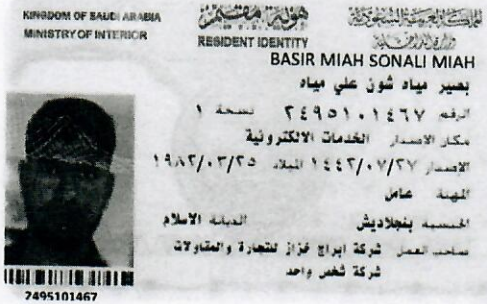 KINGDOM OF SAUDI ARABIA
MINISTRY OF INTERIOR
هوية مقيم
RESIDENT IDENTITY
المملكة العربية السعودية
وزارة الداخلية
BASIR MIAH SONALI MIAH
بصير مياه شون علي مياه
الرقم ٢٤٩٥١٠١٤٦٧ نسخة ١
مكان الاصدار الخدمات الالكترونية
الإصدار ١٤٤٢/٠٧/٢٧ الميلاد ١٩٨٢/٠٣/٢٥
المهنة عامل
الجنسية بنجلاديش الديانة الاسلام
صاحب العمل شركة ابراج خزاز للتجارة والمقاولات
شركة شخص واحد
2495101467